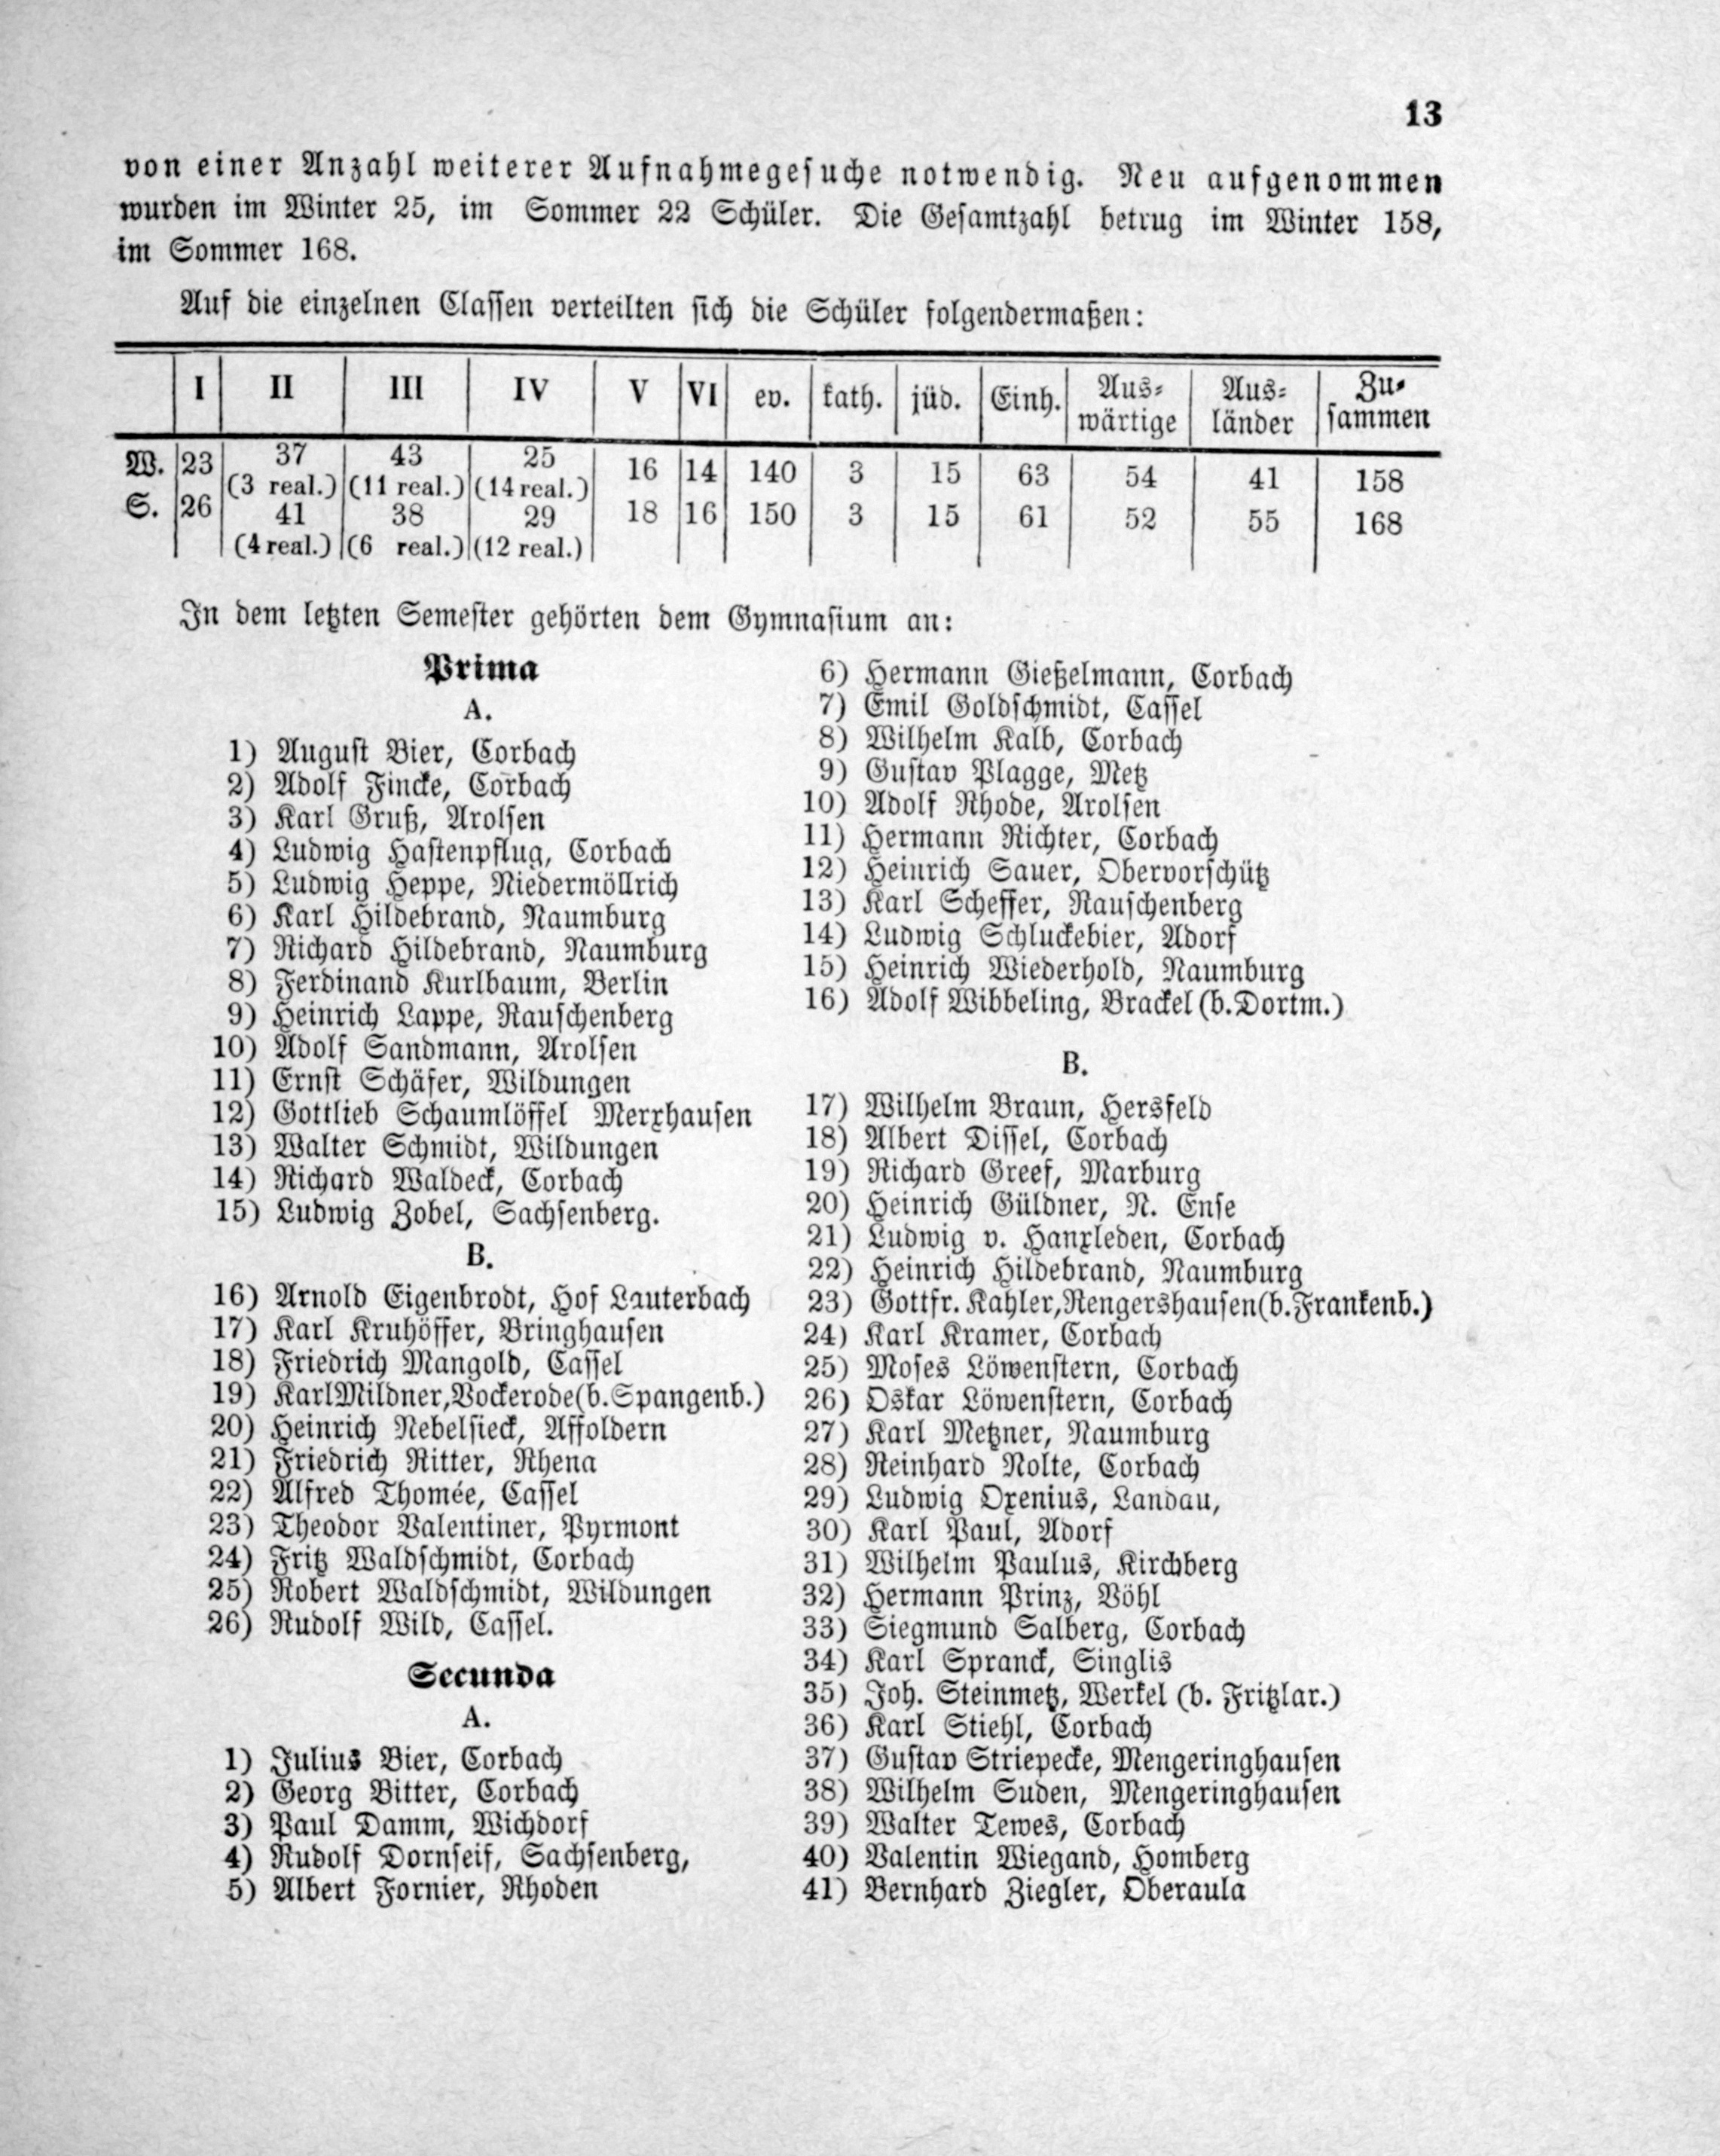 13
von einer Anzahl weiterer Aufnahmegesuche notwendig. Neu aufgenommen
wurden im Winter 25, im Sommer 22 Schüler. Die Gesamtzahl betrug im Winter 158,
im Sommer 168.
Auf die einzelnen Classen verteilten sich die Schüler folgendermaßen:
I II III IV V VI ev. kath. jüd. Einh. Aus- Aus- Zu-
wärtige länder sammen
W. 23 37 43 25 16 14 140 3 15 63 54 41 158
(3 real.) (11 real.) (14 real.)
S. 26 41 38 29 18 16 150 3 15 61 52 55 168
(4 real.) (6 real.) (12 real.)
In dem letzten Semester gehörten dem Gymnasium an:
Prima
A.
1) August Bier, Corbach
2) Adolf Fincke, Corbach
3) Karl Gruß, Arolsen
4) Ludwig Hastenpflug, Corbach
5) Ludwig Heppe, Niedermöllrich
6) Karl Hildebrand, Naumburg
7) Richard Hildebrand, Naumburg
8) Ferdinand Kurlbaum, Berlin
9) Heinrich Lappe, Rauschenberg
10) Adolf Sandmann, Arolsen
11) Ernst Schäfer, Wildungen
12) Gottlieb Schaumlöffel Merxhausen
13) Walter Schmidt, Wildungen
14) Richard Waldeck, Corbach
15) Ludwig Zobel, Sachsenberg.
B.
16) Arnold Eigenbrodt, Hof Lauterbach
17) Karl Kruhöffer, Bringhausen
18) Friedrich Mangold, Cassel
19) Karl Mildner, Vockerode (b. Spangenb.)
20) Heinrich Nebelsieck, Affoldern
21) Friedrich Ritter, Rhena
22) Alfred Thomée, Cassel
23) Theodor Valentiner, Pyrmont
24) Fritz Waldschmidt, Corbach
25) Robert Waldschmidt, Wildungen
26) Rudolf Wild, Cassel.
Secunda
A.
1) Julius Bier, Corbach
2) Georg Bitter, Corbach
3) Paul Damm, Wichdorf
4) Rudolf Dornseif, Sachsenberg,
5) Albert Fornier, Rhoden
6) Hermann Gießelmann, Corbach
7) Emil Goldschmidt, Cassel
8) Wilhelm Kalb, Corbach
9) Gustav Plagge, Metz
10) Adolf Rhode, Arolsen
11) Hermann Richter, Corbach
12) Heinrich Sauer, Obervorschütz
13) Karl Scheffer, Rauschenberg
14) Ludwig Schluckebier, Adorf
15) Heinrich Wiederhold, Naumburg
16) Adolf Wibbeling, Brackel (b. Dortm.)
B.
17) Wilhelm Braun, Hersfeld
18) Albert Dissel, Corbach
19) Richard Greef, Marburg
20) Heinrich Güldner, N. Ense
21) Ludwig v. Hanxleden, Corbach
22) Heinrich Hildebrand, Naumburg
23) Gottfr. Kahler, Rengershausen (b. Frankenb.)
24) Karl Kramer, Corbach
25) Moses Löwenstern, Corbach
26) Oskar Löwenstern, Corbach
27) Karl Metzner, Naumburg
28) Reinhard Nolte, Corbach
29) Ludwig Oxenius, Landau,
30) Karl Paul, Adorf
31) Wilhelm Paulus, Kirchberg
32) Hermann Prinz, Vöhl
33) Siegmund Salberg, Corbach
34) Karl Spranck, Singlis
35) Joh. Steinmetz, Werkel (b. Fritzlar.)
36) Karl Stiehl, Corbach
37) Gustav Striepecke, Mengeringhausen
38) Wilhelm Suden, Mengeringhausen
39) Walter Tewes, Corbach
40) Valentin Wiegand, Homberg
41) Bernhard Ziegler, Oberaula